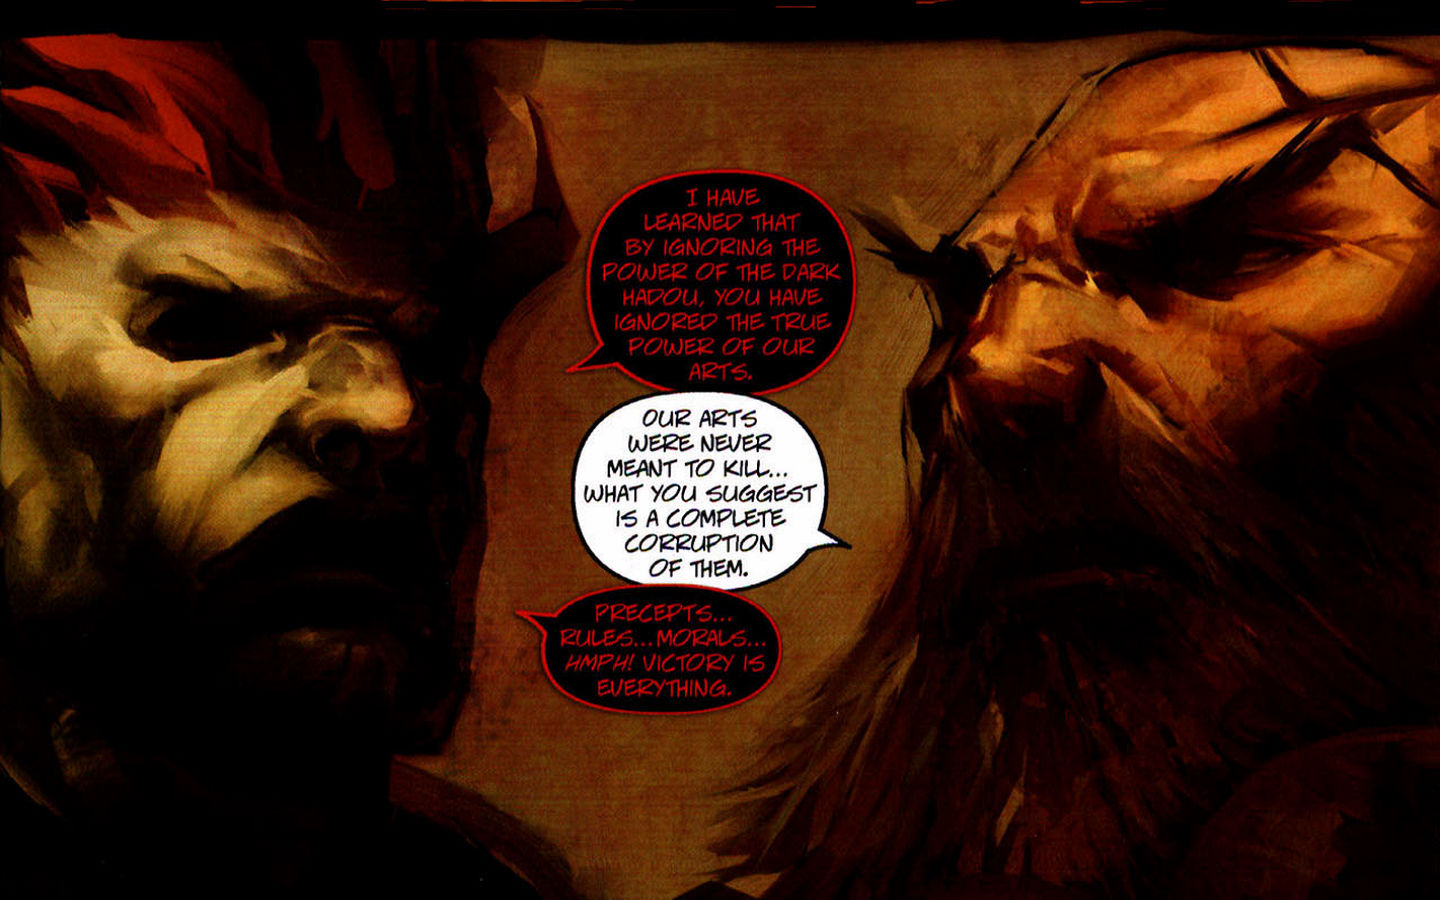 I HAVE
LEARNED THAT
BY IGNORING THE
POWER OF THE DARK
HADOU, YOU HAVE
IGNORED THE TRUE
POWER OF OUR
ARTS.
OUR ARTS
WERE NEVER
MEANT TO KILL...
WHAT YOU SUGGEST
IS A COMPLETE
CORRUPTION
OF THEM.
PRECEPTS...
RULES...MORALS...
HMPH! VICTORY IS
EVERYTHING.